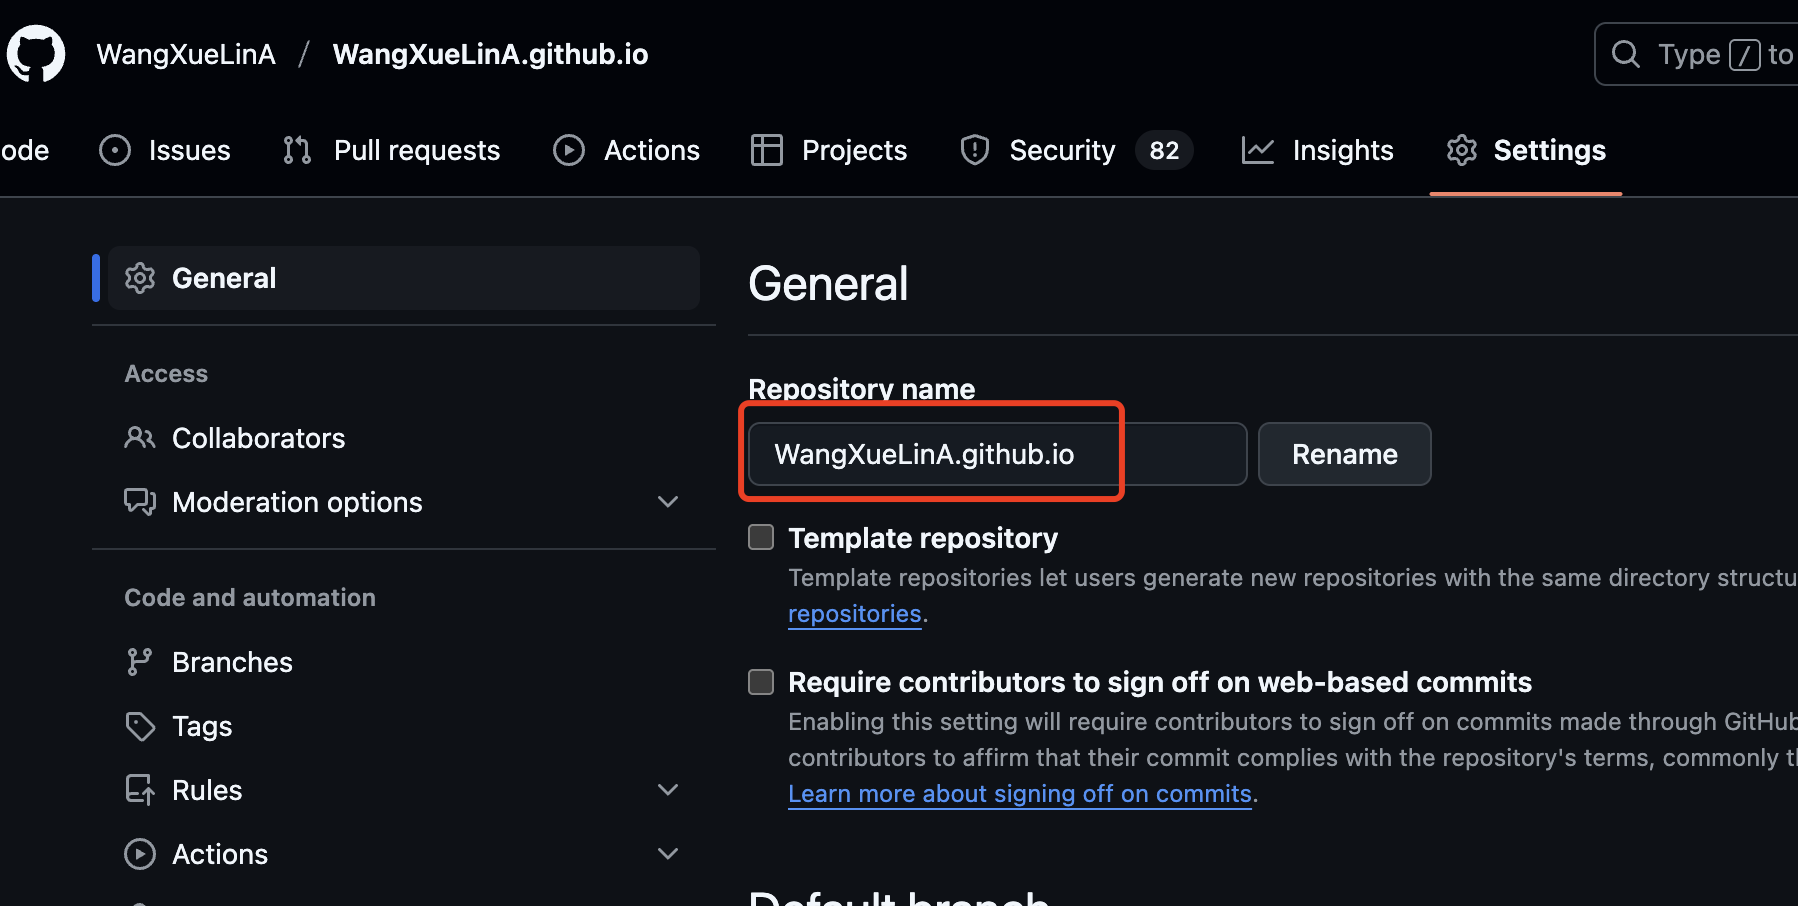 WangXueLinA / WangXueLinA.github.io
Type / to
ode Issues Pull requests Actions Projects Security 82 Insights Settings
General
Access
Collaborators
Moderation options
Code and automation
Branches
Tags
Rules
Actions
General
Repository name
WangXueLinA.github.io Rename
Template repository
Template repositories let users generate new repositories with the same directory structu
repositories.
Require contributors to sign off on web-based commits
Enabling this setting will require contributors to sign off on commits made through GitHub
contributors to affirm that their commit complies with the repository's terms, commonly t
Learn more about signing off on commits.
Default branch